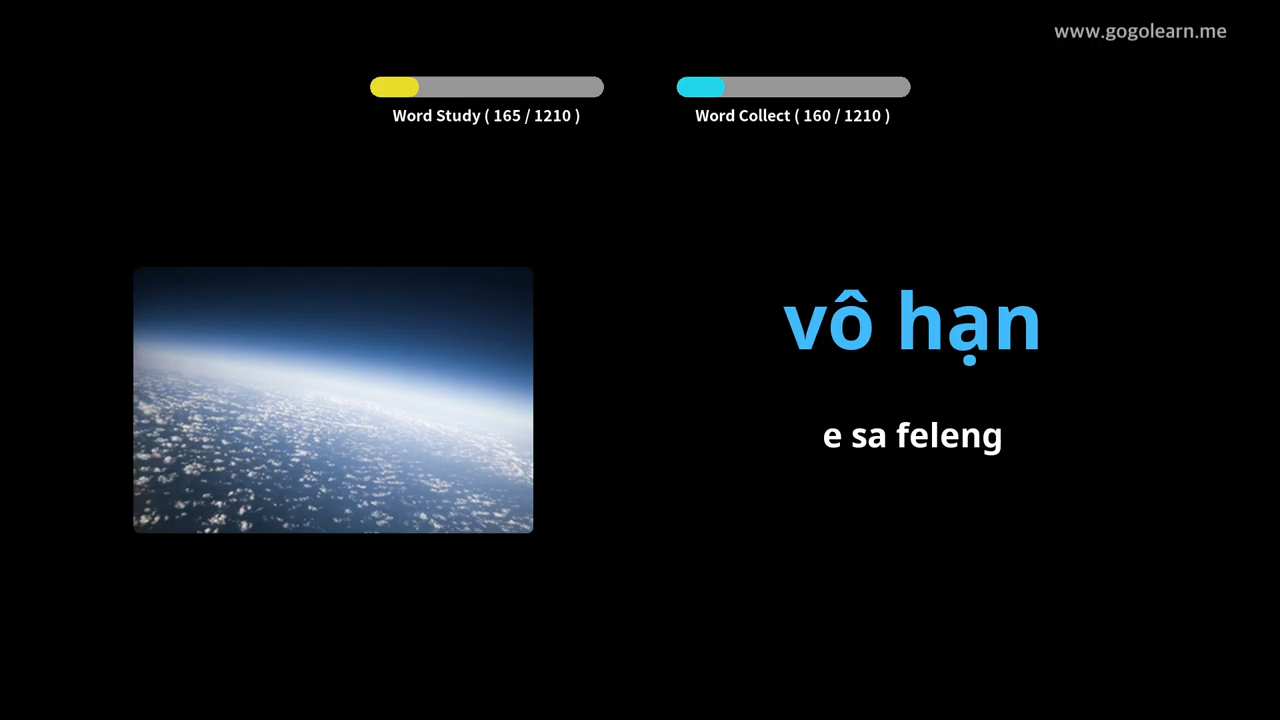 www.gogolearn.me
Word Study ( 165 / 1210 )
Word Collect ( 160 / 1210 )
vô hạn
e sa feleng